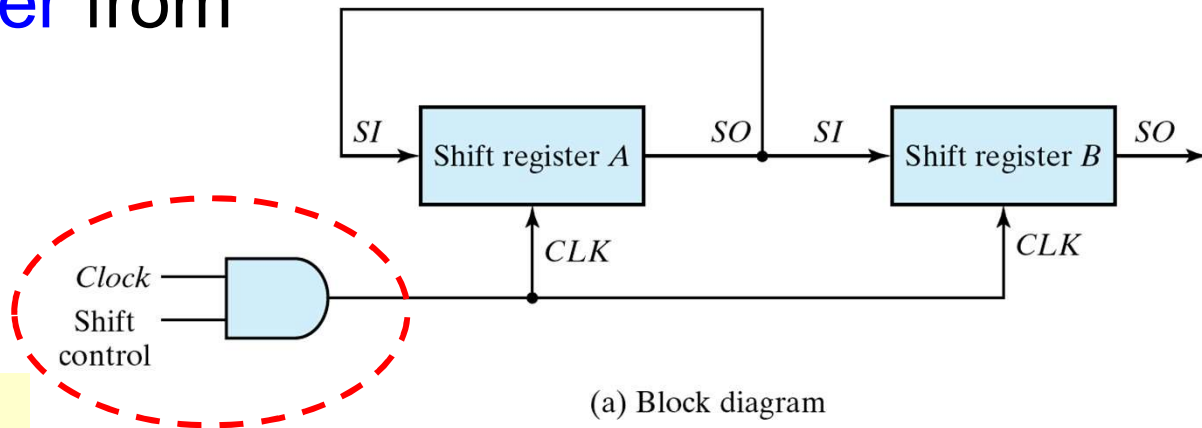 er from
SI
Shift register A
SO
SI
Shift register B
SO
CLK
CLK
Clock
Shift
control
(a) Block diagram